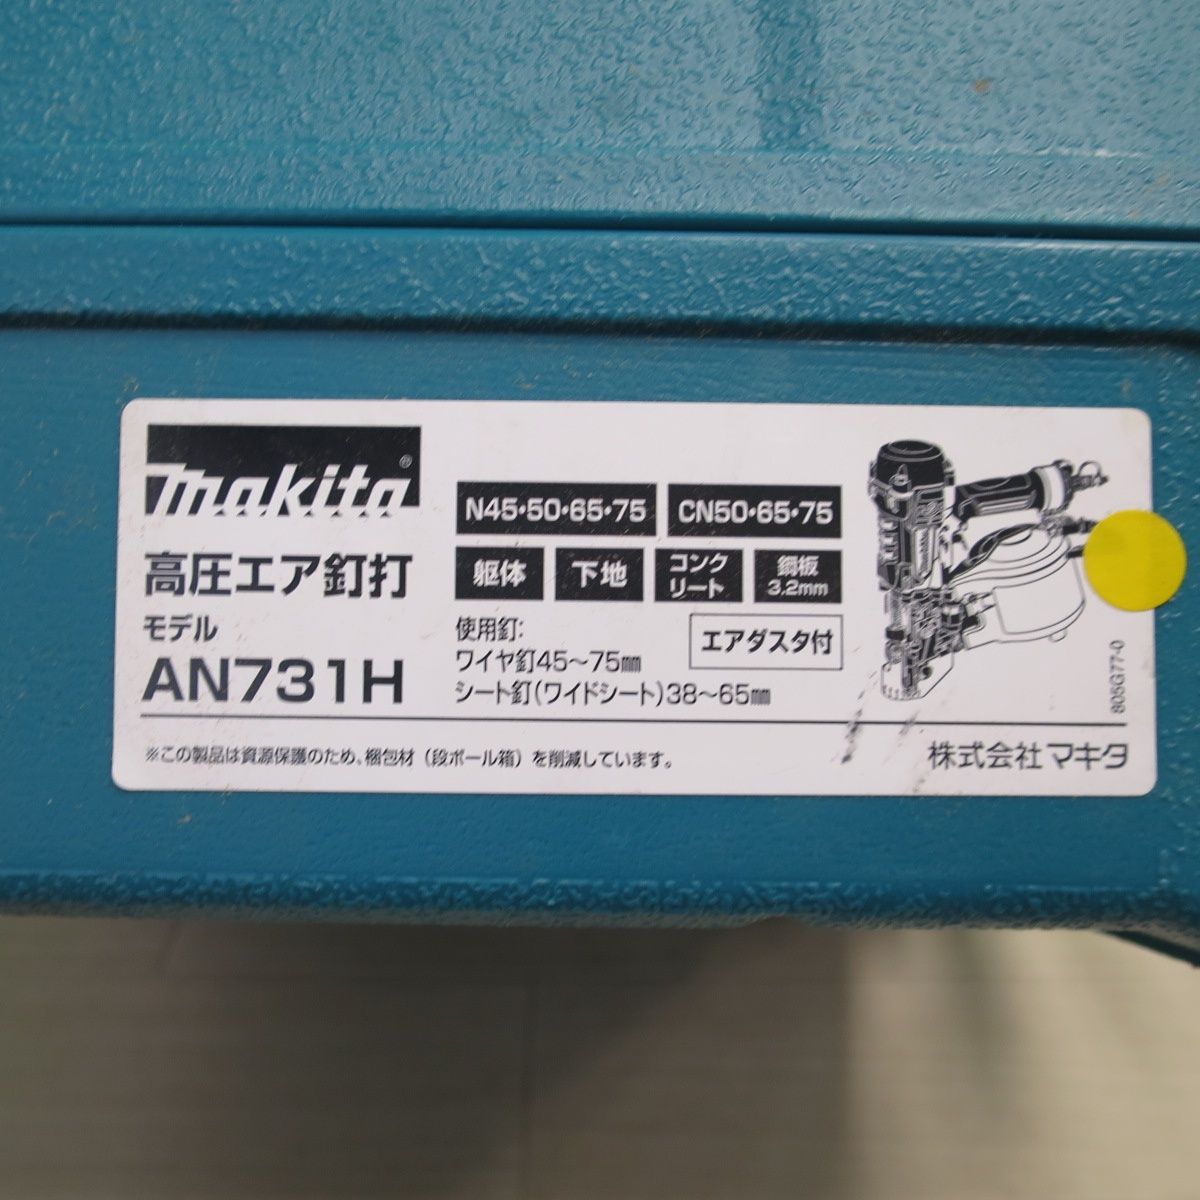 makita®
高圧エア釘打
モデル
AN731H
N45・50・65・75
CN50・65・75
躯体
下地
コンク
リート
鋼板
3.2mm
使用釘:
ワイヤ釘45～75㎜
シート釘(ワイドシート)38～65㎜
エアダスタ付
805G77-0
※この製品は資源保護のため、梱包材（段ボール箱）を削減しています。
株式会社マキタ